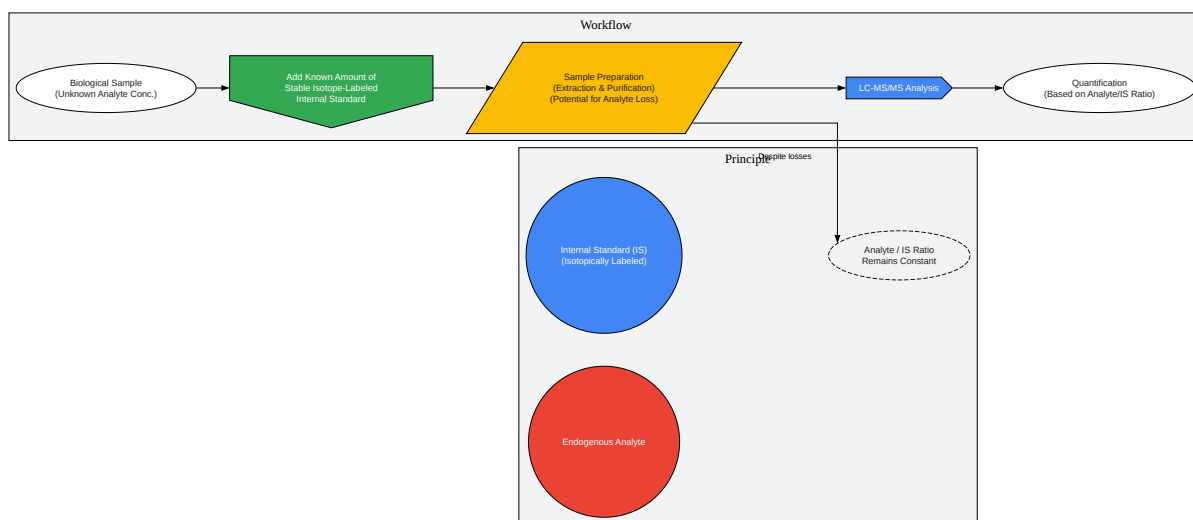 Workflow
Biological Sample
(Unknown Analyte Conc.)
Add Known Amount of
Stable Isotope-Labeled
Internal Standard
Sample Preparation
(Extraction & Purification)
(Potential for Analyte Loss)
LC-MS/MS Analysis
Quantification
(Based on Analyte/IS Ratio)
Principle
Despite losses
Internal Standard (IS)
(Isotopically Labeled)
Analyte / IS Ratio
Remains Constant
Endogenous Analyte